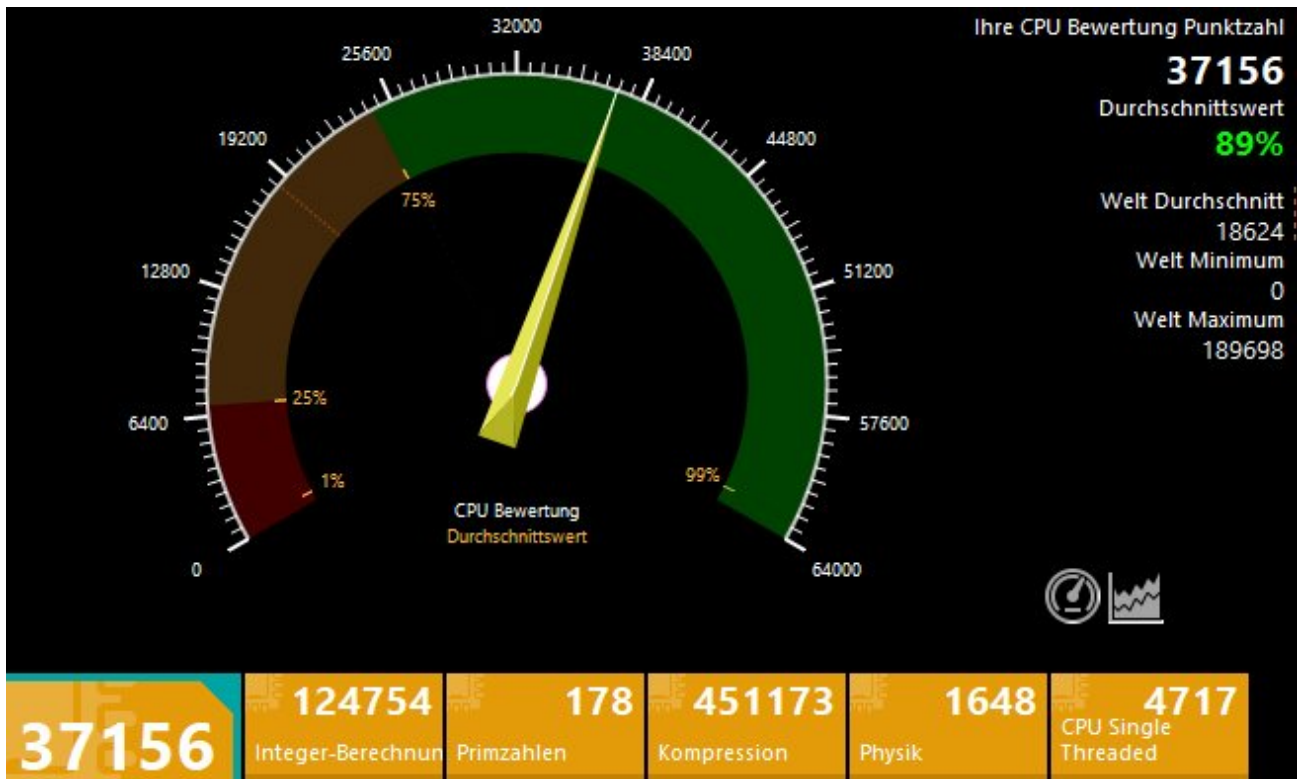 Ihre CPU Bewertung Punktzahl
37156
Durchschnittswert
89%
Welt Durchschnitt
18624
Welt Minimum
0
Welt Maximum
189698
32000
25600
38400
19200
44800
12800
51200
6400
57600
0
64000
75%
25%
1%
99%
CPU Bewertung
Durchschnittswert
37156
124754
Integer-Berechnun
178
Primzahlen
451173
Kompression
1648
Physik
4717
CPU Single
Threaded